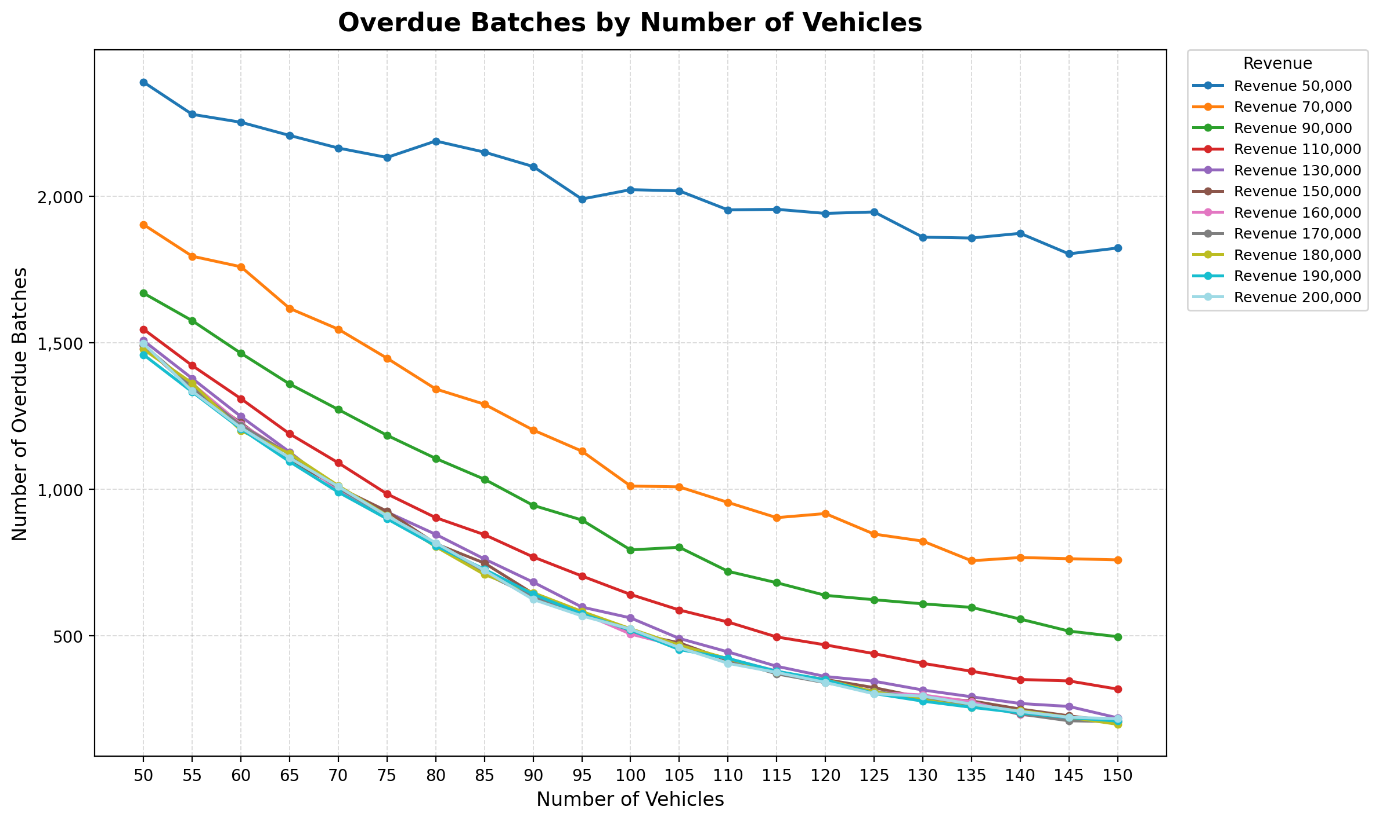 Overdue Batches by Number of Vehicles
Number of Overdue Batches
2,000
1,500
1,000
500
50 55 60 65 70 75 80 85 90 95 100 105 110 115 120 125 130 135 140 145 150
Number of Vehicles
Revenue
Revenue 50,000
Revenue 70,000
Revenue 90,000
Revenue 110,000
Revenue 130,000
Revenue 150,000
Revenue 160,000
Revenue 170,000
Revenue 180,000
Revenue 190,000
Revenue 200,000